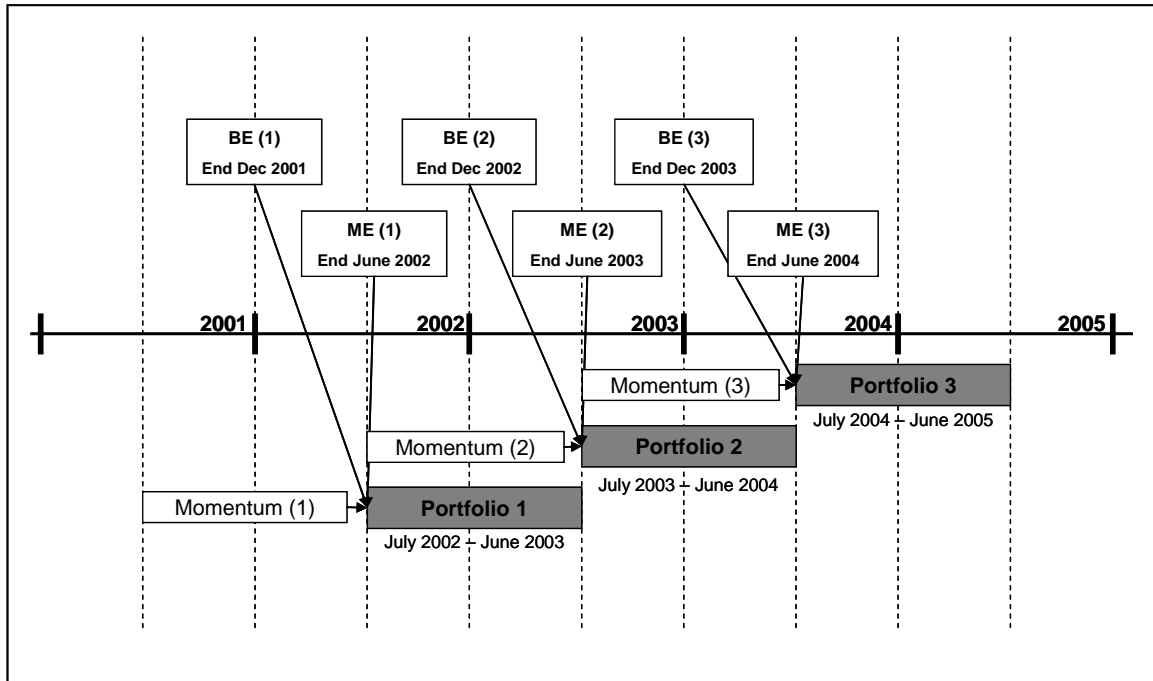 BE (1)
End Dec 2001
BE (2)
End Dec 2002
BE (3)
End Dec 2003
ME (1)
End June 2002
ME (2)
End June 2003
ME (3)
End June 2004
2001
2002
2003
2004
2005
Momentum (3)
Portfolio 3
July 2004 – June 2005
Momentum (2)
Portfolio 2
July 2003 – June 2004
Momentum (1)
Portfolio 1
July 2002 – June 2003